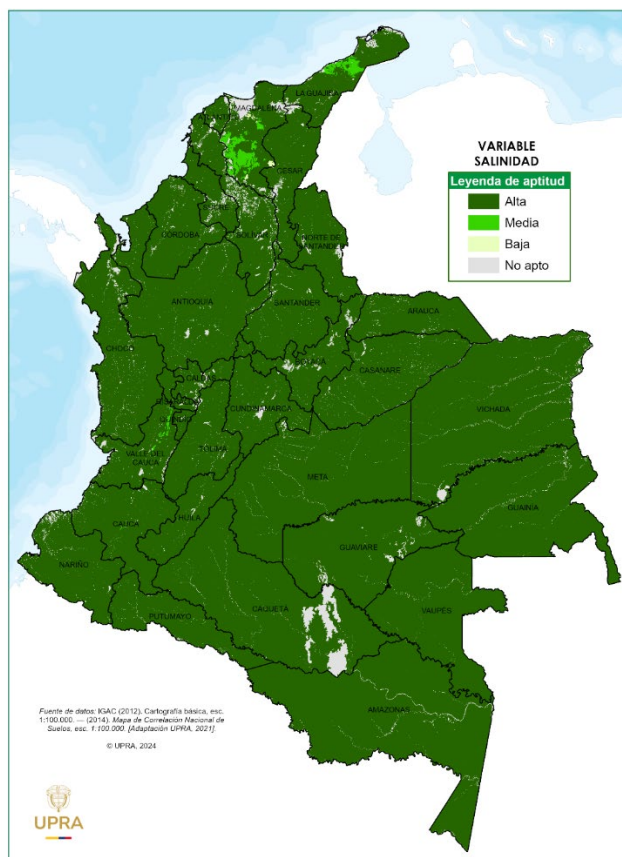 VARIABLE
SALINIDAD
Leyenda de aptitud
Alta
Media
Baja
No apto
LA GUAJIRA
MAGDALENA
CESAR
SUCRE
CÓRDOBA
BOLÍVAR
NORTE DE
SANTANDER
ANTIOQUIA
SANTANDER
ARAUCA
CHOCÓ
BOYACÁ
CASANARE
CALDAS
CUNDINAMARCA
VICHADA
QUINDÍO
VALLE DEL
CAUCA
TOLIMA
META
GUAINÍA
CAUCA
HUILA
GUAVIARE
NARIÑO
VAUPÉS
PUTUMAYO
CAQUETÁ
AMAZONAS
Fuente de datos: IGAC (2012). Cartografía básica, esc.
1:100.000. — (2014). Mapa de Correlación Nacional de
Suelos, esc. 1:100.000. [Adaptación UPRA, 2021].
© UPRA, 2024
UPRA